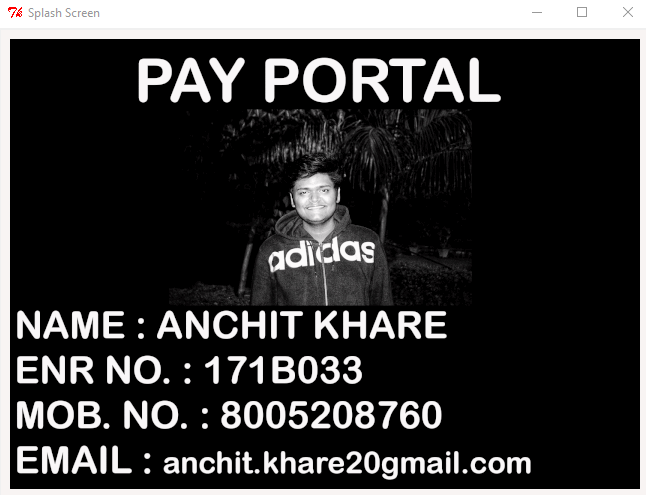 Splash Screen
PAY PORTAL
adidas
NAME : ANCHIT KHARE
ENR NO. : 171B033
MOB. NO. : 8005208760
EMAIL : anchit.khare20gmail.com